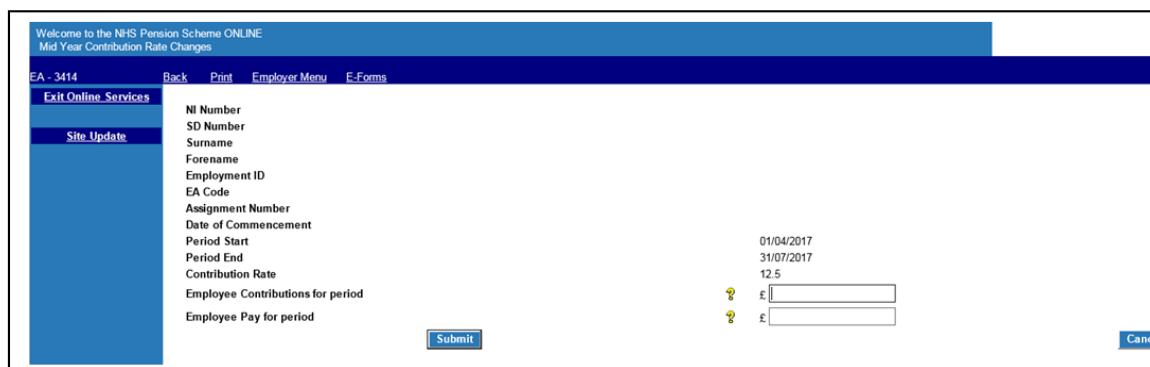 Welcome to the NHS Pension Scheme ONLINE
Mid Year Contribution Rate Changes
EA - 3414 Back Print Employer Menu E-Forms
Exit Online Services
Site Update
NI Number
SD Number
Surname
Forename
Employment ID
EA Code
Assignment Number
Date of Commencement
Period Start 01/04/2017
Period End 31/07/2017
Contribution Rate 12.5
Employee Contributions for period ? £
Employee Pay for period ? £
Submit Canc